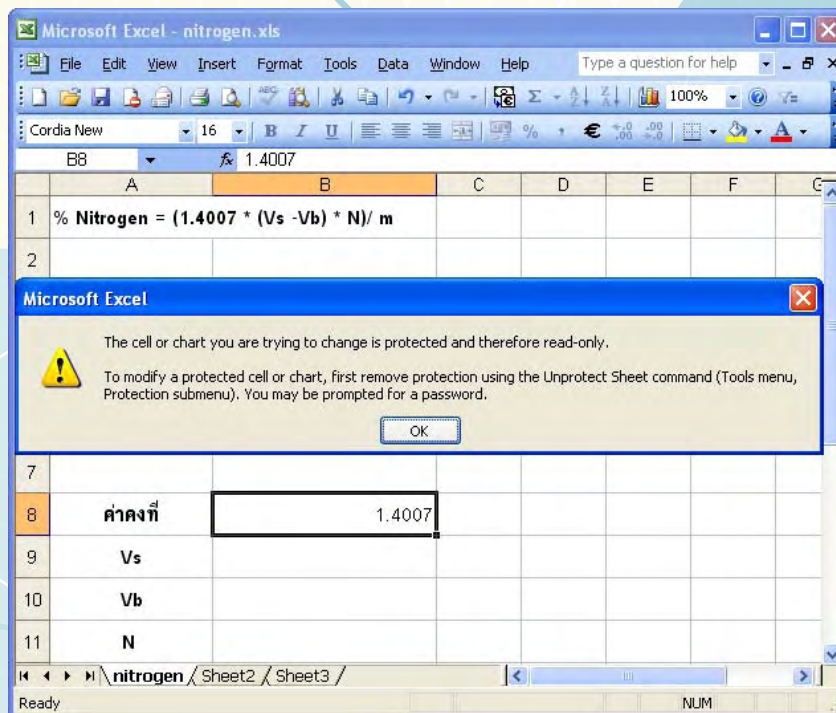 Microsoft Excel - nitrogen.xls
File Edit View Insert Format Tools Data Window Help Type a question for help
100%
Cordia New 16 B I U % , €
B8 fx 1.4007
A B C D E F G
1 % Nitrogen = (1.4007 * (Vs -Vb) * N)/ m
2
Microsoft Excel
The cell or chart you are trying to change is protected and therefore read-only.
To modify a protected cell or chart, first remove protection using the Unprotect Sheet command (Tools menu,
Protection submenu). You may be prompted for a password.
OK
7
8 ค่าคงที่ 1.4007
9 Vs
10 Vb
11 N
nitrogen / Sheet2 / Sheet3 /
Ready NUM